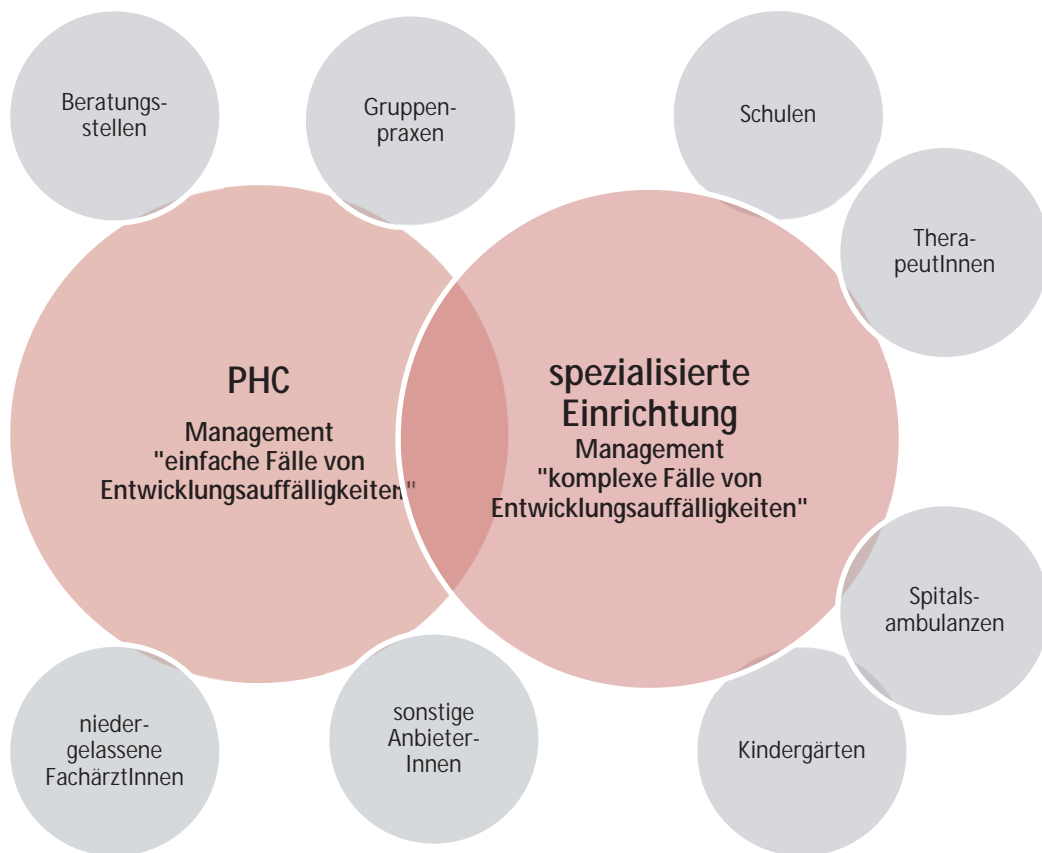 Beratungs-
stellen
Gruppen-
praxen
Schulen
Thera-
peutInnen
PHC
Management
"einfache Fälle von
Entwicklungsauffälligkeiten"
spezialisierte
Einrichtung
Management
"komplexe Fälle von
Entwicklungsauffälligkeiten"
Spitals-
ambulanzen
nieder-
gelassene
FachärztInnen
sonstige
Anbieter-
Innen
Kindergärten